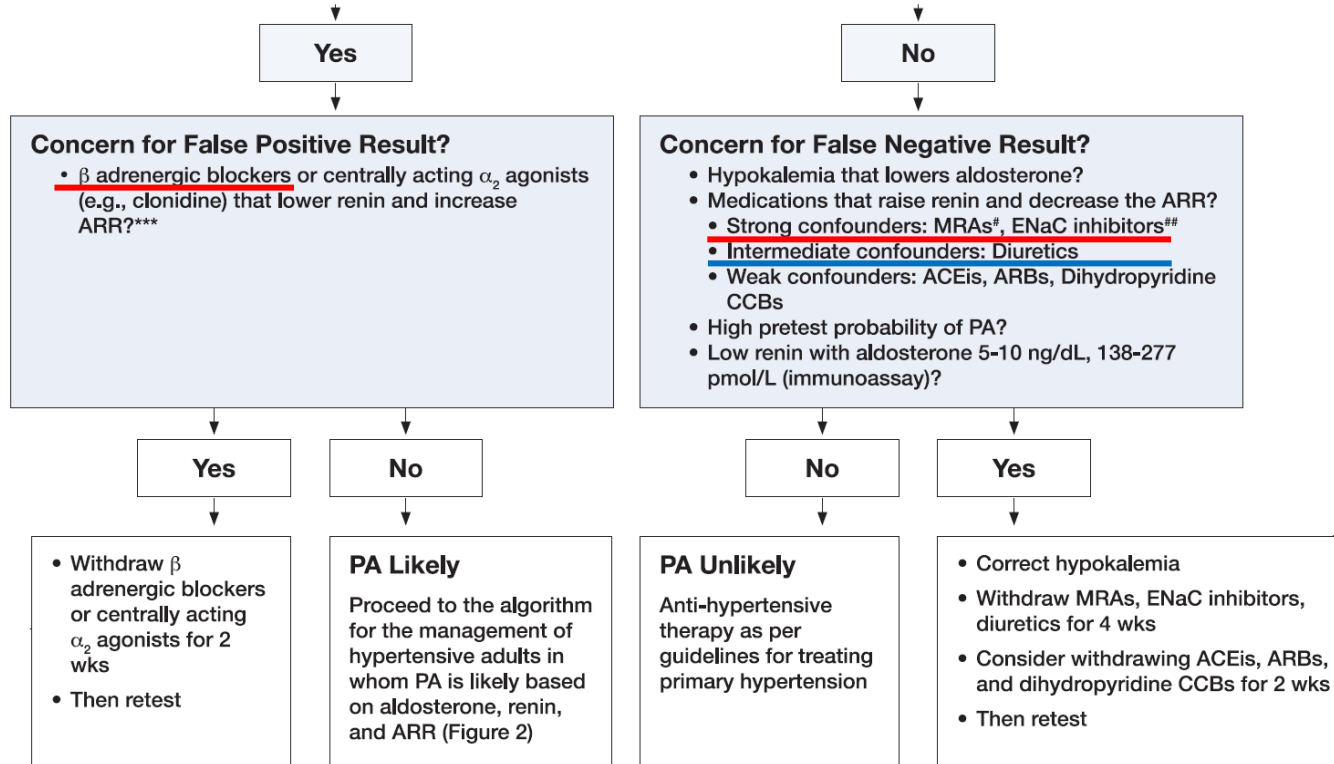 Yes
No
Concern for False Positive Result?
• β adrenergic blockers or centrally acting α₂ agonists
(e.g., clonidine) that lower renin and increase
ARR?***
Concern for False Negative Result?
• Hypokalemia that lowers aldosterone?
• Medications that raise renin and decrease the ARR?
• Strong confounders: MRAs#, ENaC inhibitors##
• Intermediate confounders: Diuretics
• Weak confounders: ACEis, ARBs, Dihydropyridine
CCBs
• High pretest probability of PA?
• Low renin with aldosterone 5-10 ng/dL, 138-277
pmol/L (immunoassay)?
Yes
No
No
Yes
• Withdraw β
adrenergic blockers
or centrally acting
α₂ agonists for 2
wks
• Then retest
PA Likely
Proceed to the algorithm
for the management of
hypertensive adults in
whom PA is likely based
on aldosterone, renin,
and ARR (Figure 2)
PA Unlikely
Anti-hypertensive
therapy as per
guidelines for treating
primary hypertension
• Correct hypokalemia
• Withdraw MRAs, ENaC inhibitors,
diuretics for 4 wks
• Consider withdrawing ACEis, ARBs,
and dihydropyridine CCBs for 2 wks
• Then retest